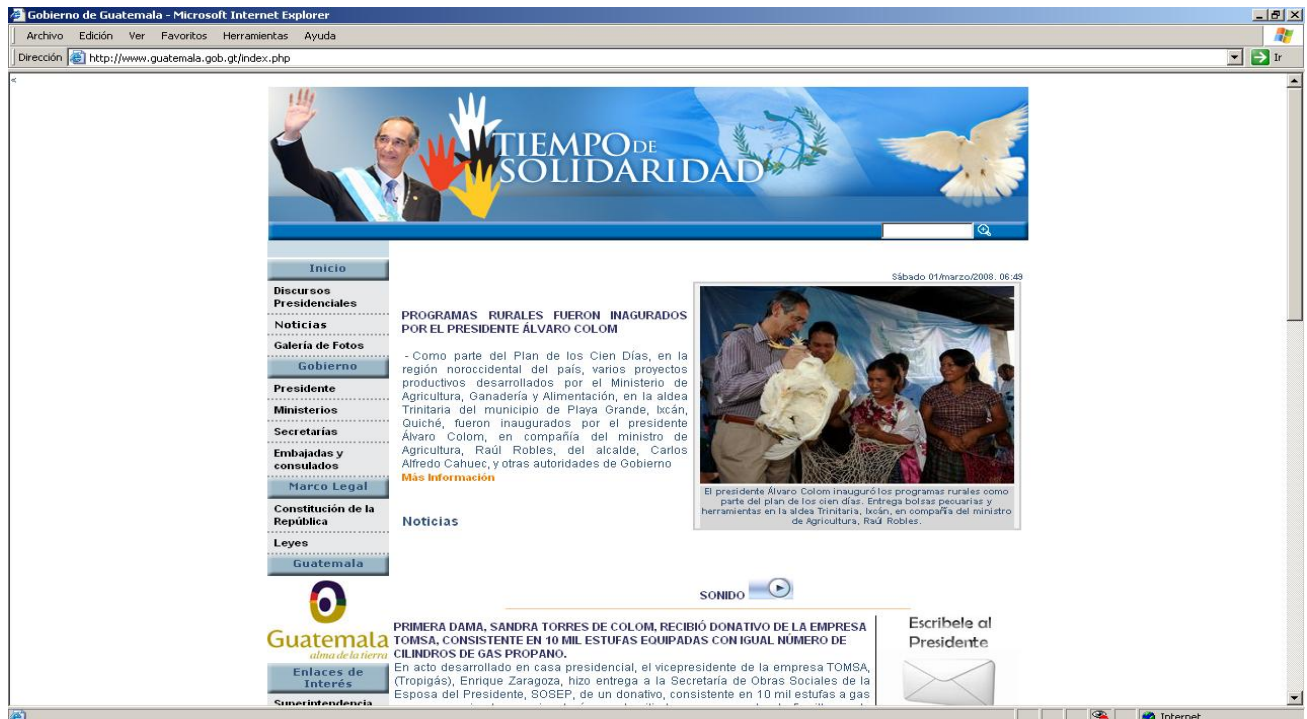 Gobierno de Guatemala - Microsoft Internet Explorer
Archivo Edición Ver Favoritos Herramientas Ayuda
Dirección http://www.guatemala.gob.gt/index.php Ir
<
TIEMPO DE
SOLIDARIDAD
Inicio
Discursos
Presidenciales
Noticias
Galería de Fotos
Gobierno
Presidente
Ministerios
Secretarías
Embajadas y
consulados
Marco Legal
Constitución de la
República
Leyes
Guatemala
Guatemala
alma de la tierra
Enlaces de
Interés
Superintendencia
Sábado 01/marzo/2008. 06:49
PROGRAMAS RURALES FUERON INAGURADOS
POR EL PRESIDENTE ÁLVARO COLOM
- Como parte del Plan de los Cien Días, en la
región noroccidental del país, varios proyectos
productivos desarrollados por el Ministerio de
Agricultura, Ganadería y Alimentación, en la aldea
Trinitaria del municipio de Playa Grande, Ixcán,
Quiché, fueron inaugurados por el presidente
Álvaro Colom, en compañía del ministro de
Agricultura, Raúl Robles, del alcalde, Carlos
Alfredo Cahuec, y otras autoridades de Gobierno
Más Información
El presidente Álvaro Colom inauguró los programas rurales como
parte del plan de los cien días. Entrega bolsas pecuarias y
herramientas en la aldea Trinitaria, Ixcán, en compañía del ministro
de Agricultura, Raúl Robles.
Noticias
SONIDO
PRIMERA DAMA, SANDRA TORRES DE COLOM, RECIBIÓ DONATIVO DE LA EMPRESA
TOMSA, CONSISTENTE EN 10 MIL ESTUFAS EQUIPADAS CON IGUAL NÚMERO DE
CILINDROS DE GAS PROPANO.
En acto desarrollado en casa presidencial, el vicepresidente de la empresa TOMSA,
(Tropigás), Enrique Zaragoza, hizo entrega a la Secretaría de Obras Sociales de la
Esposa del Presidente, SOSEP, de un donativo, consistente en 10 mil estufas a gas
Escribele al
Presidente
Internet